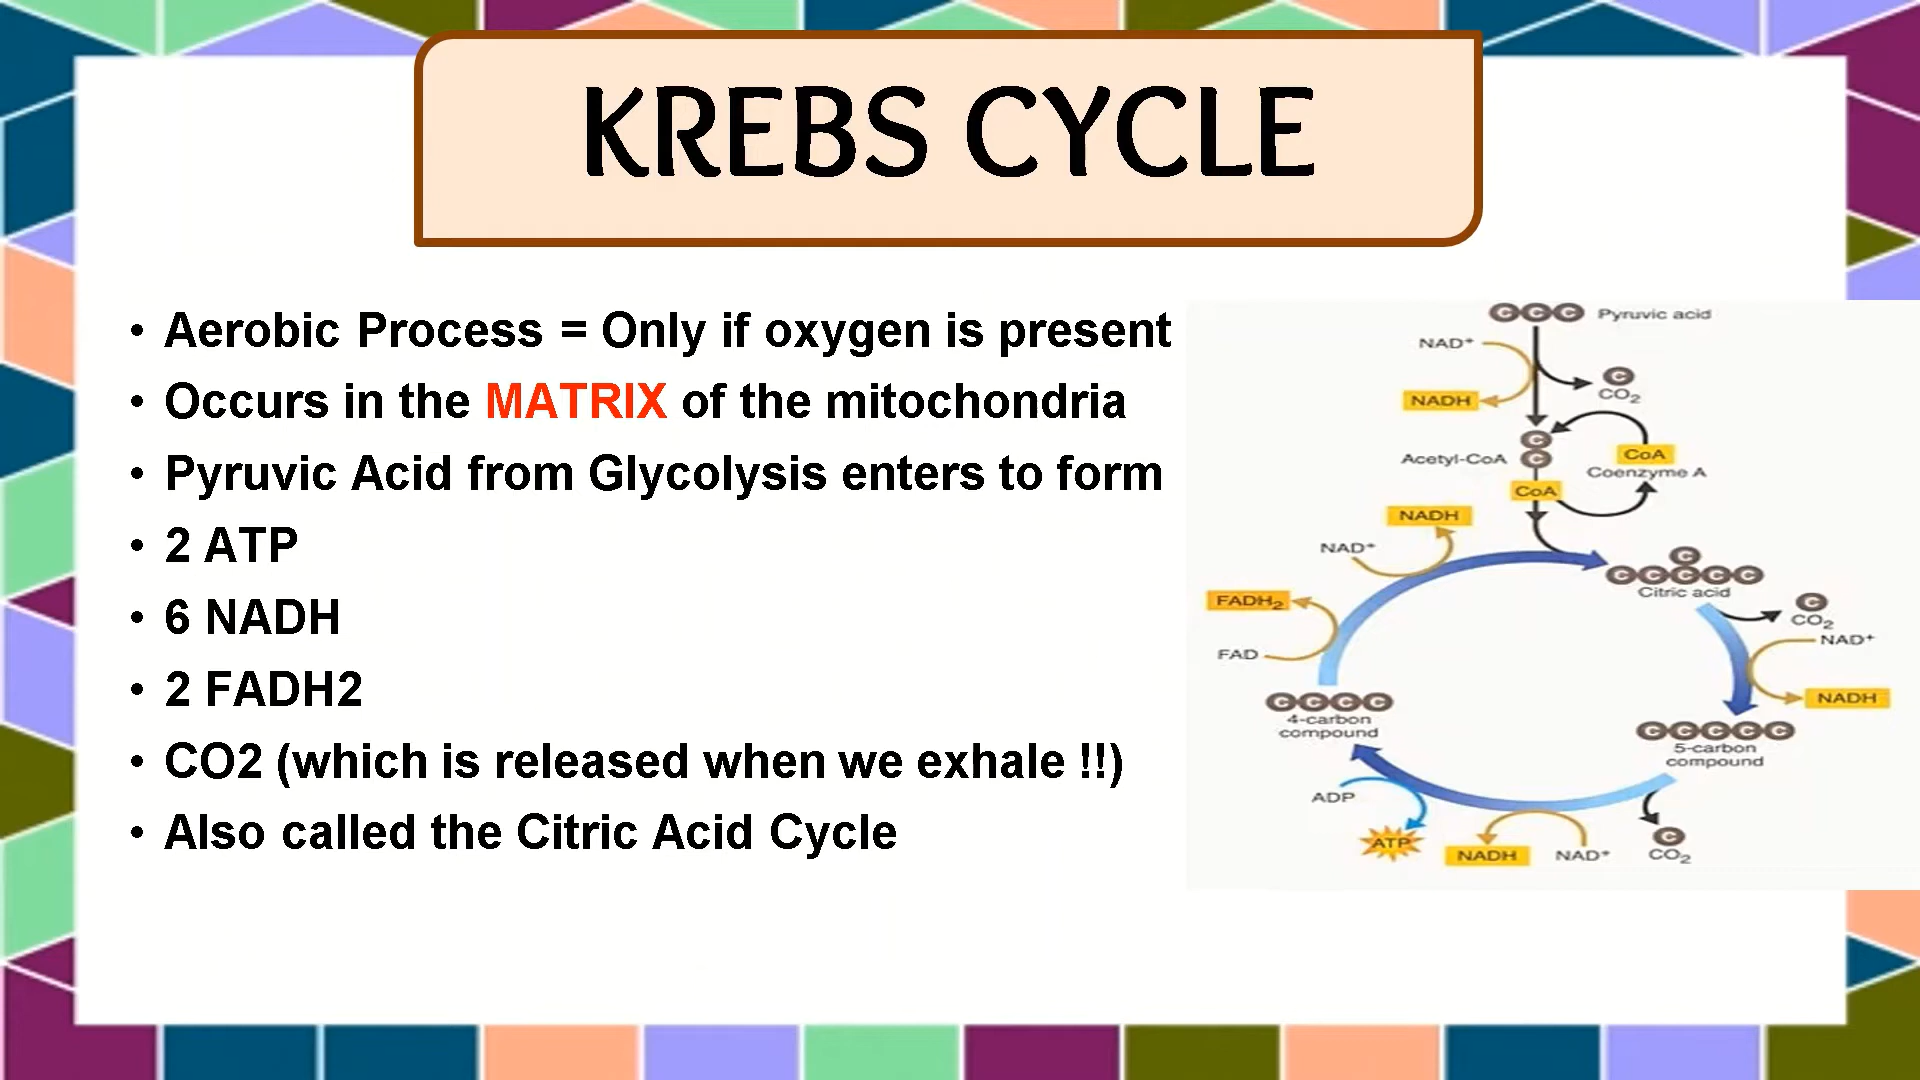 KREBS CYCLE
• Aerobic Process = Only if oxygen is present
• Occurs in the MATRIX of the mitochondria
• Pyruvic Acid from Glycolysis enters to form
• 2 ATP
• 6 NADH
• 2 FADH2
• CO2 (which is released when we exhale !!)
• Also called the Citric Acid Cycle
C C C Pyruvic acid
NAD⁺
C
CO₂
NADH
C
Acetyl-CoA C
CoA
Coenzyme A
CoA
NADH
NAD⁺
C
C C C C C
Citric acid
FADH₂
C
CO₂
NAD⁺
FAD
NADH
C C C C
4-carbon
compound
C C C C C
5-carbon
compound
ADP
ATP
NADH
NAD⁺
C
CO₂